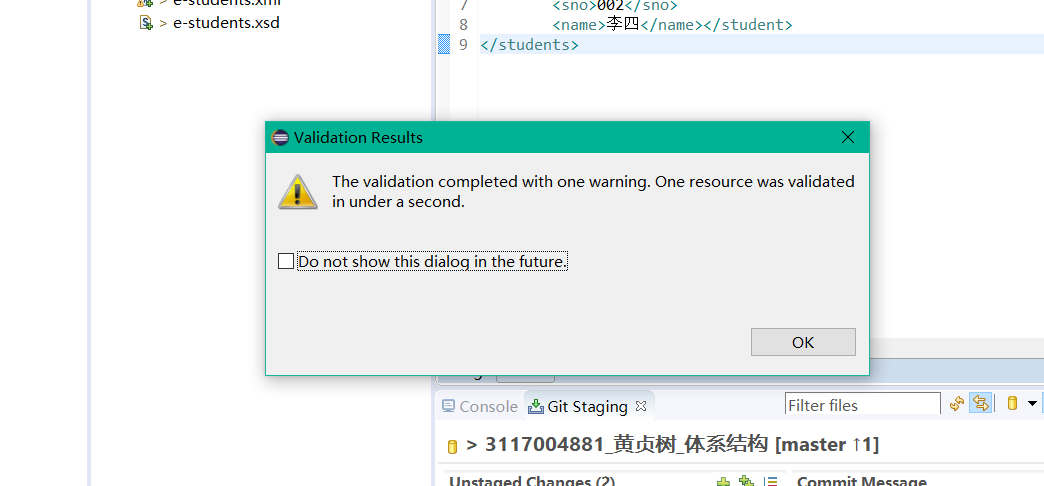 e-students.xml
> e-students.xsd
7 <sno>002</sno>
8 <name>李四</name></student>
9 </students>
Validation Results
The validation completed with one warning. One resource was validated
in under a second.
Do not show this dialog in the future.
OK
Console
Git Staging
Filter files
> 3117004881_黄贞树_体系结构 [master ↑1]
Unstaged Changes (2)
Commit Message